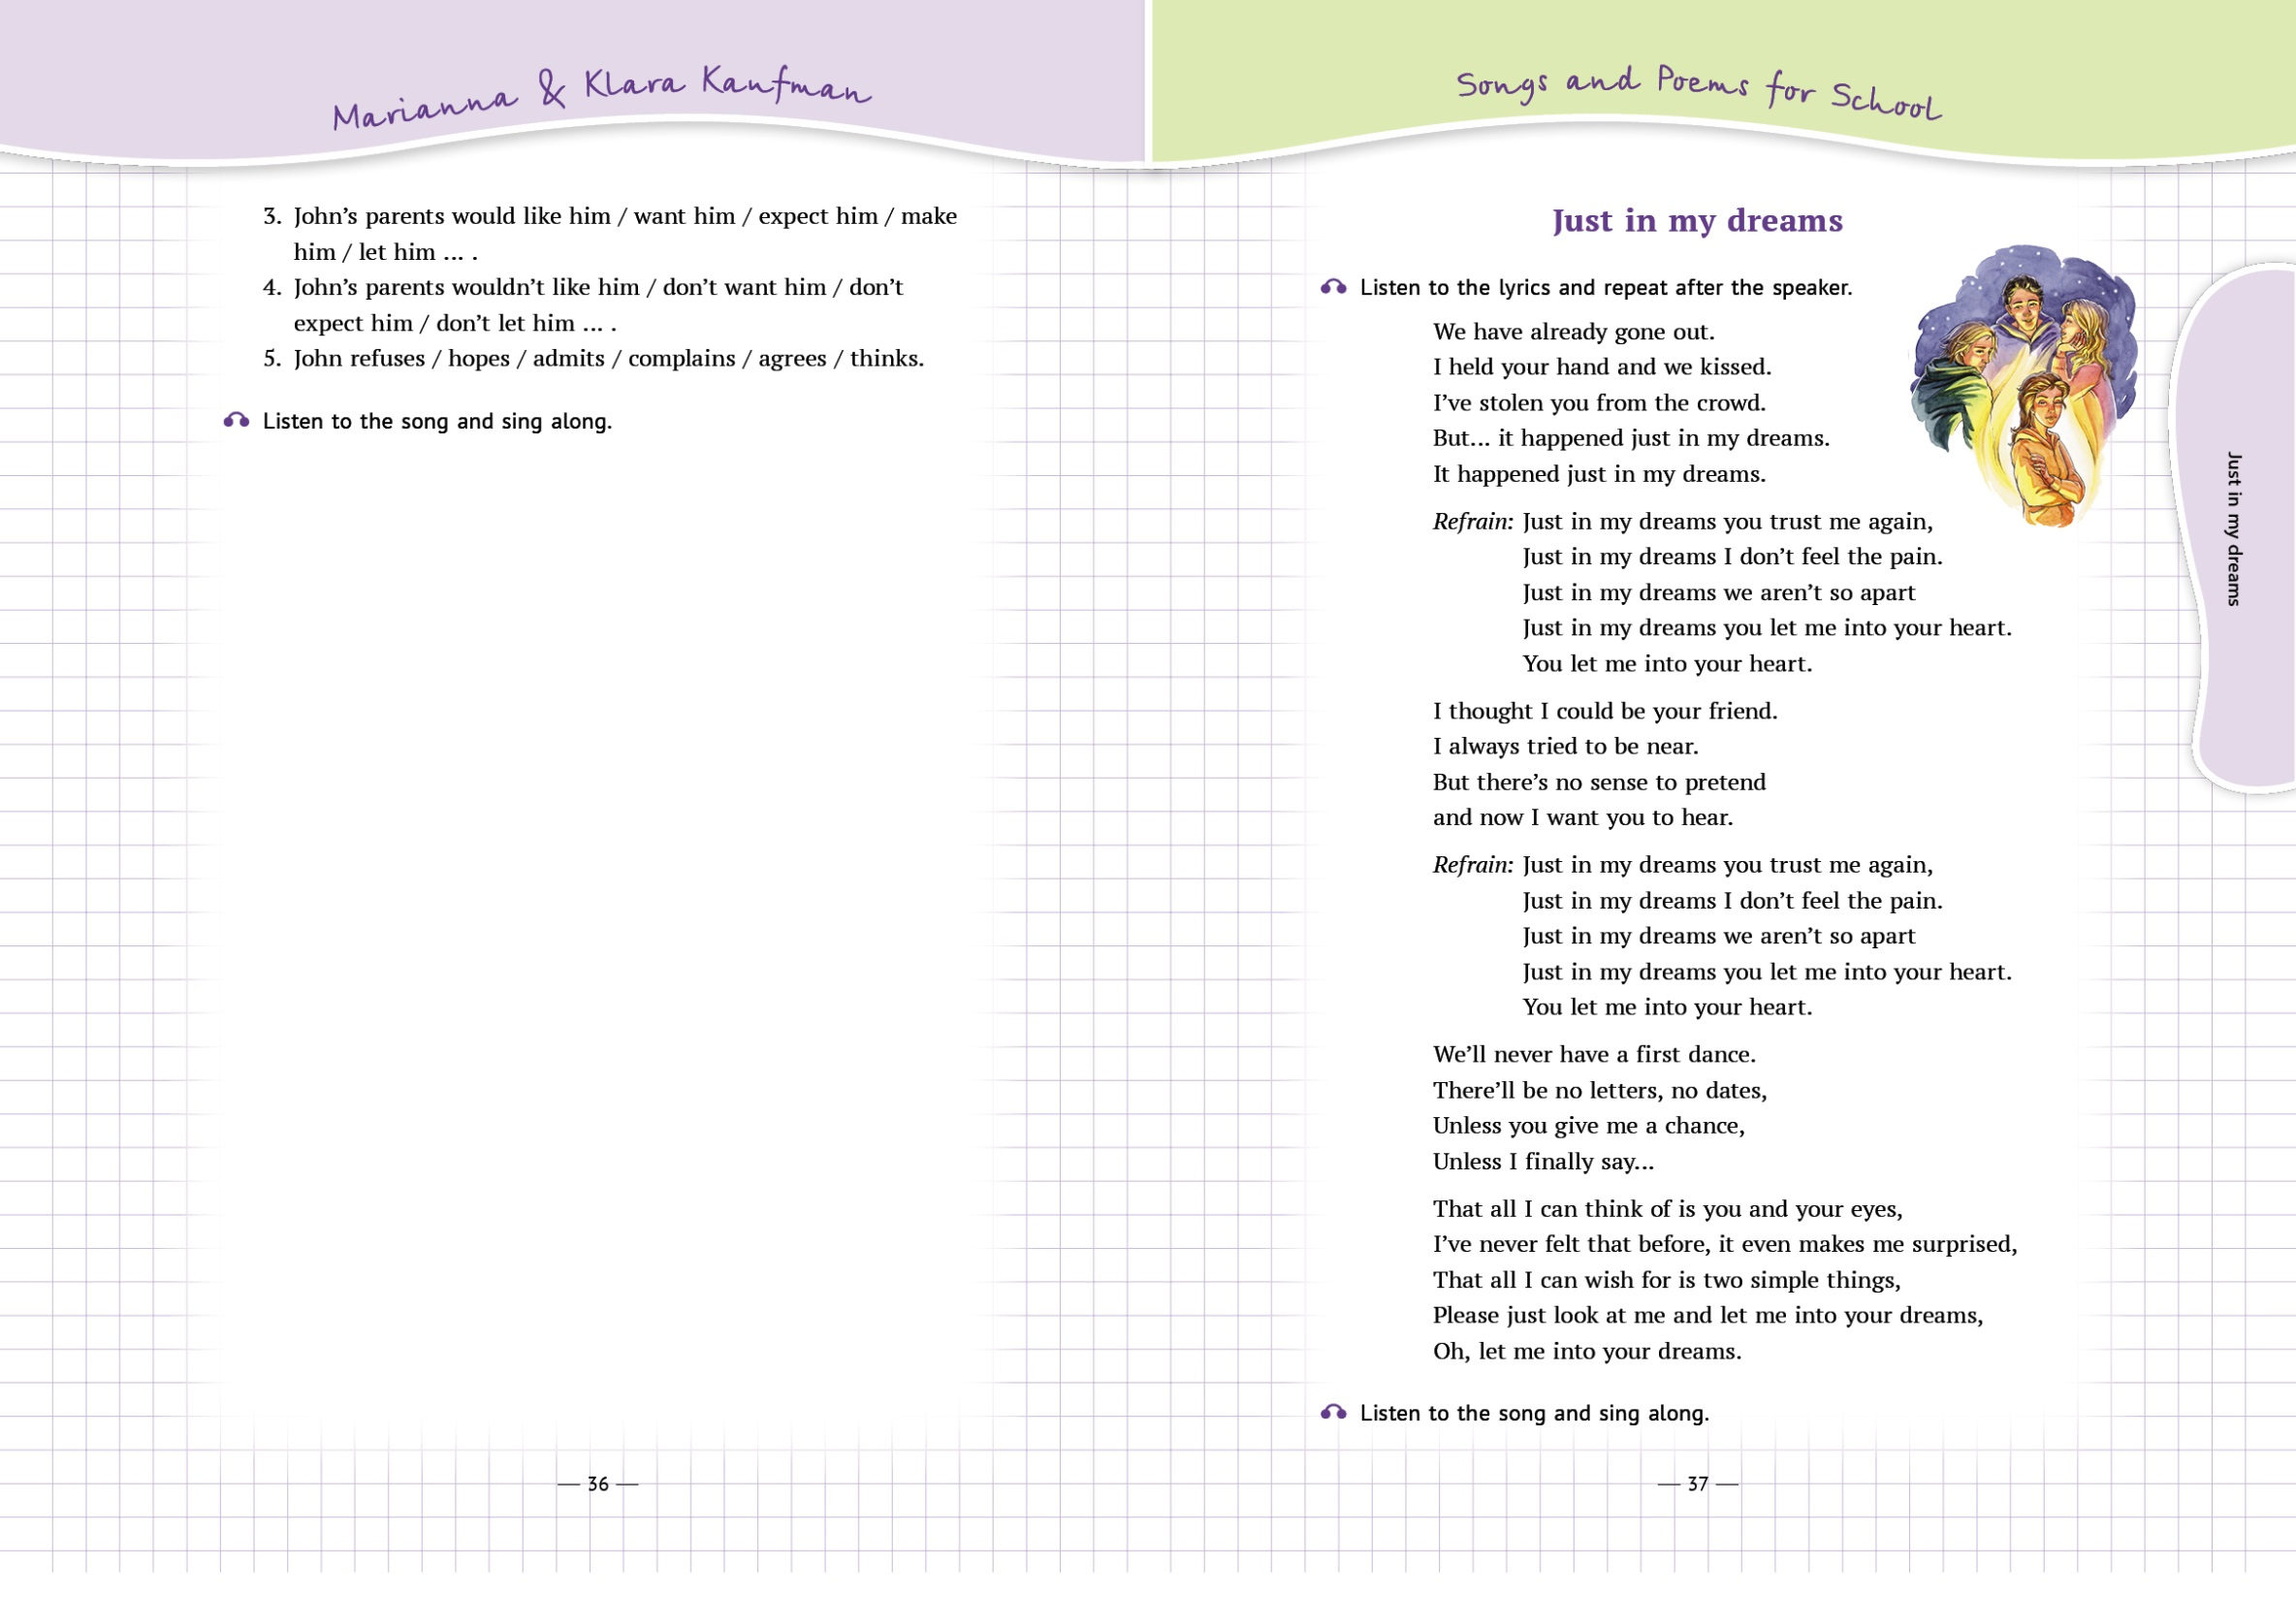 Marianna & Klara Kaufman
3. John’s parents would like him / want him / expect him / make
him / let him ... .
4. John’s parents wouldn’t like him / don’t want him / don’t
expect him / don’t let him ... .
5. John refuses / hopes / admits / complains / agrees / thinks.
Listen to the song and sing along.
— 36 —
Songs and Poems for School
Just in my dreams
Listen to the lyrics and repeat after the speaker.
We have already gone out.
I held your hand and we kissed.
I’ve stolen you from the crowd.
But... it happened just in my dreams.
It happened just in my dreams.
Refrain: Just in my dreams you trust me again,
Just in my dreams I don’t feel the pain.
Just in my dreams we aren’t so apart
Just in my dreams you let me into your heart.
You let me into your heart.
I thought I could be your friend.
I always tried to be near.
But there’s no sense to pretend
and now I want you to hear.
Refrain: Just in my dreams you trust me again,
Just in my dreams I don’t feel the pain.
Just in my dreams we aren’t so apart
Just in my dreams you let me into your heart.
You let me into your heart.
We’ll never have a first dance.
There’ll be no letters, no dates,
Unless you give me a chance,
Unless I finally say...
That all I can think of is you and your eyes,
I’ve never felt that before, it even makes me surprised,
That all I can wish for is two simple things,
Please just look at me and let me into your dreams,
Oh, let me into your dreams.
Listen to the song and sing along.
— 37 —
Just in my dreams